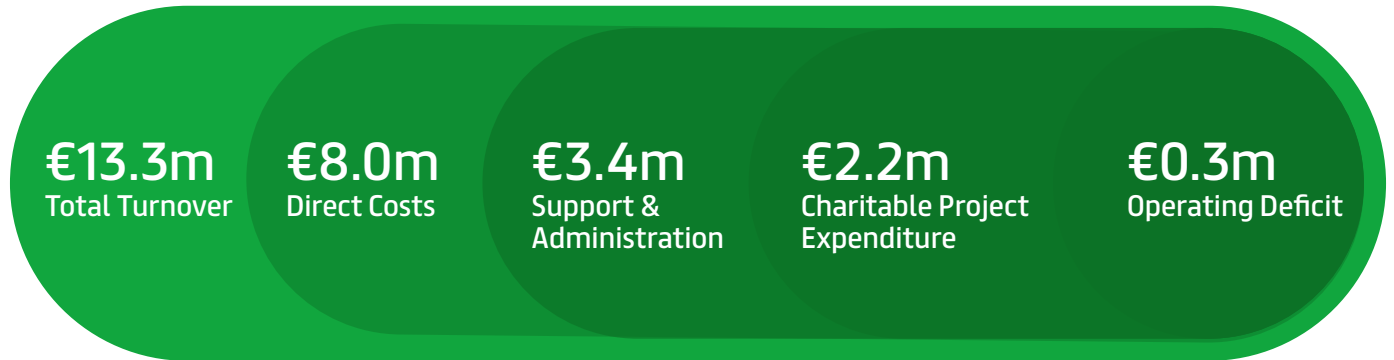 €13.3m
Total Turnover
€8.0m
Direct Costs
€3.4m
Support &
Administration
€2.2m
Charitable Project
Expenditure
€0.3m
Operating Deficit